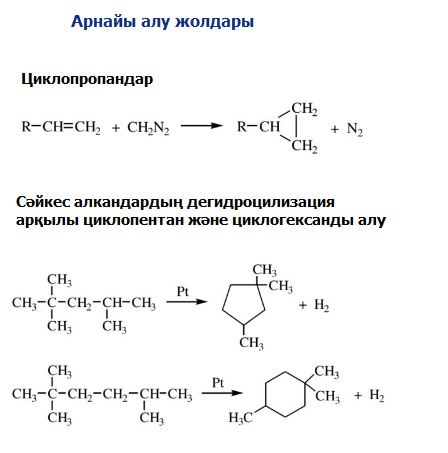 Арнайы алу жолдары
Циклопропандар
R–CH=CH₂ + CH₂N₂ ⟶ R–CH CH₂ CH₂ + N₂
Сәйкес алкандардың дегидроцилизация
арқылы циклопентан және циклогександы алу
CH₃ CH₃
CH₃–C–CH₂–CH–CH₃ Pt CH₃ + H₂
CH₃ CH₃ CH₃
CH₃ CH₃
CH₃–C–CH₂–CH₂–CH–CH₃ Pt CH₃ + H₂
CH₃ CH₃ H₃C